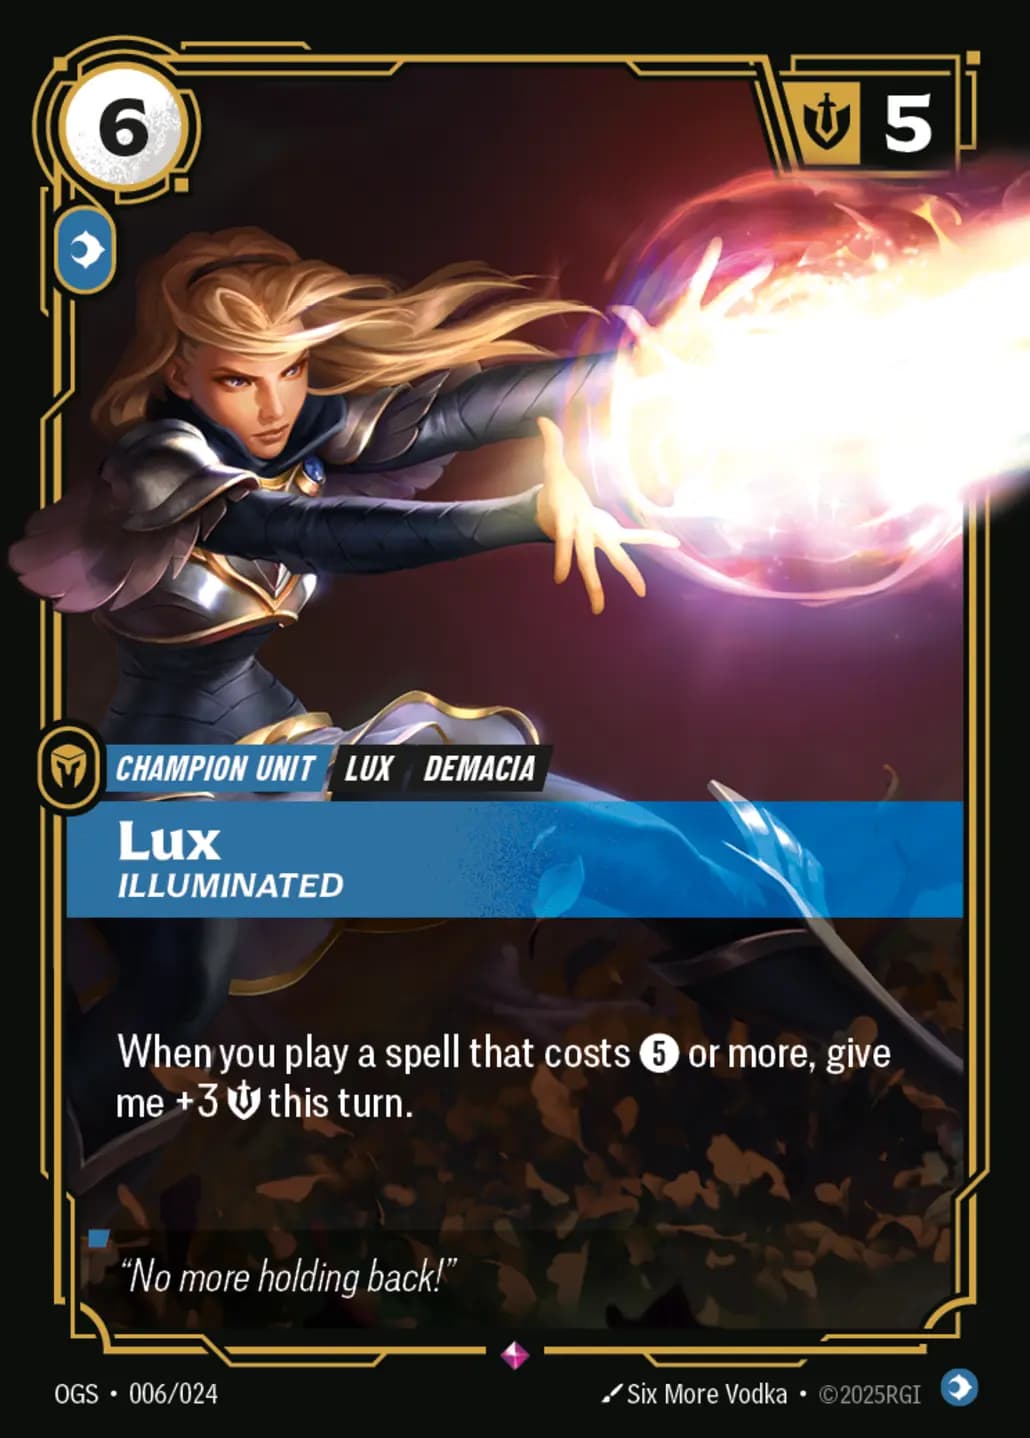 6
5
CHAMPION UNIT LUX DEMACIA
Lux
ILLUMINATED
When you play a spell that costs 5 or more, give
me +3 this turn.
“No more holding back!”
OGS • 006/024
Six More Vodka • ©2025RGI